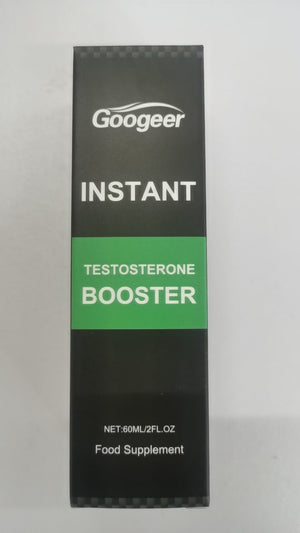 Googeer
INSTANT
TESTOSTERONE
BOOSTER
NET:60ML/2FL.OZ
Food Supplement